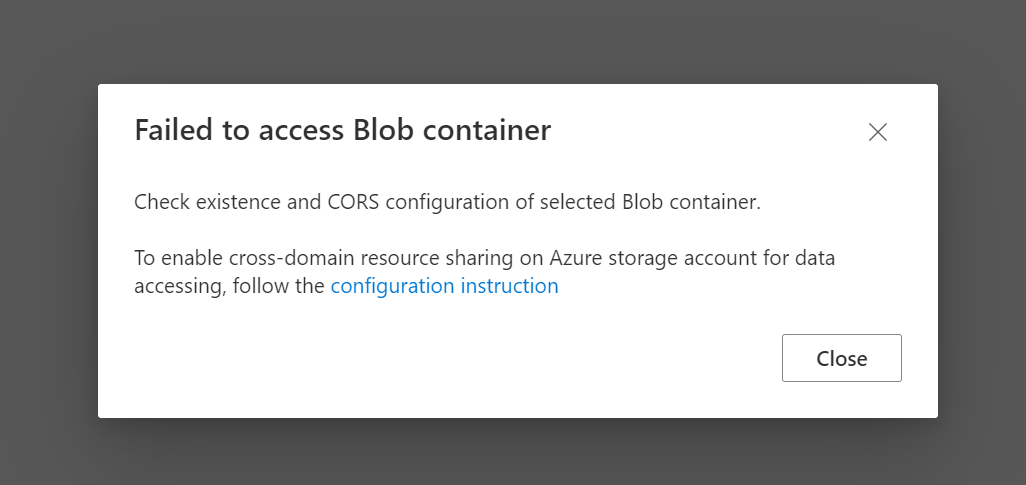 Failed to access Blob container
Check existence and CORS configuration of selected Blob container.
To enable cross-domain resource sharing on Azure storage account for data
accessing, follow the configuration instruction
Close